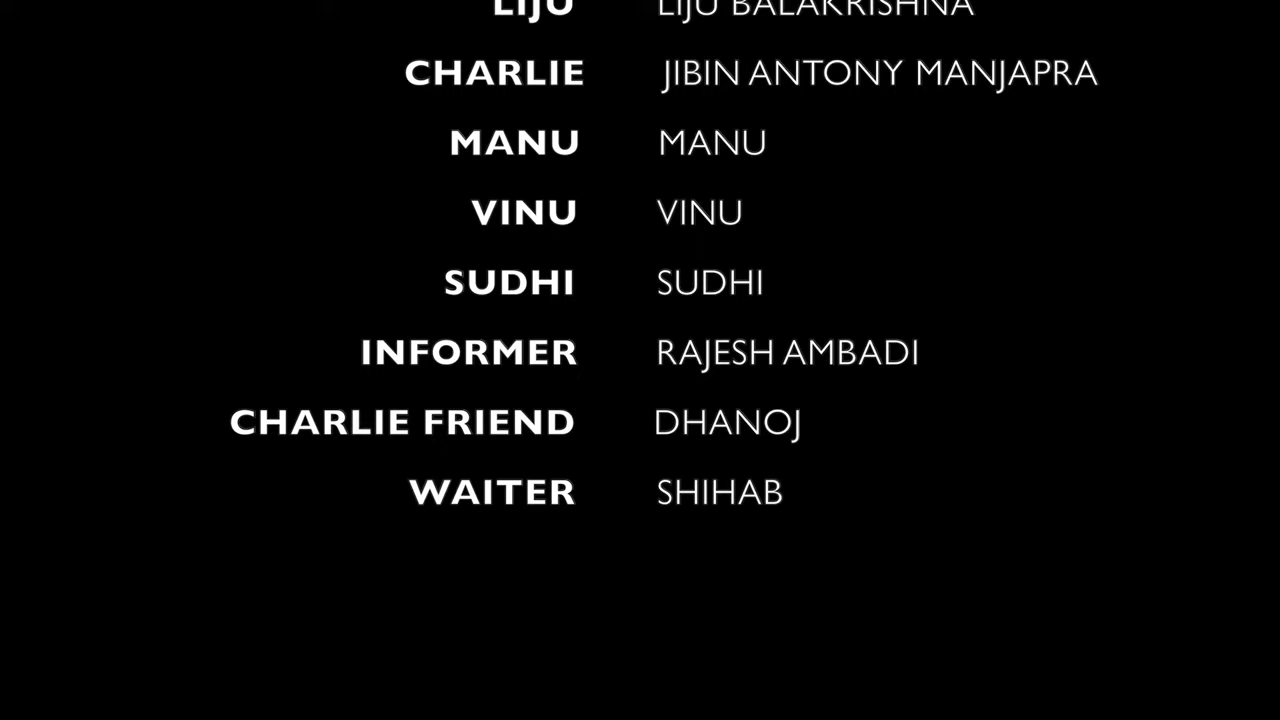 LIJU LIJU BALAKRISHNA
CHARLIE JIBIN ANTONY MANJAPRA
MANU MANU
VINU VINU
SUDHI SUDHI
INFORMER RAJESH AMBADI
CHARLIE FRIEND DHANOJ
WAITER SHIHAB